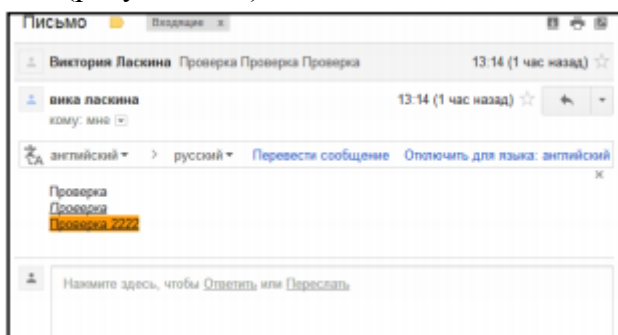 Письмо Входящие x
Виктория Ласкина Проверка Проверка Проверка 13:14 (1 час назад)
вика ласкина 13:14 (1 час назад)
кому: мне
английский > русский Перевести сообщение Отключить для языка: английский
x
Проверка
Проверка
Проверка 2222
Нажмите здесь, чтобы Ответить или Переслать